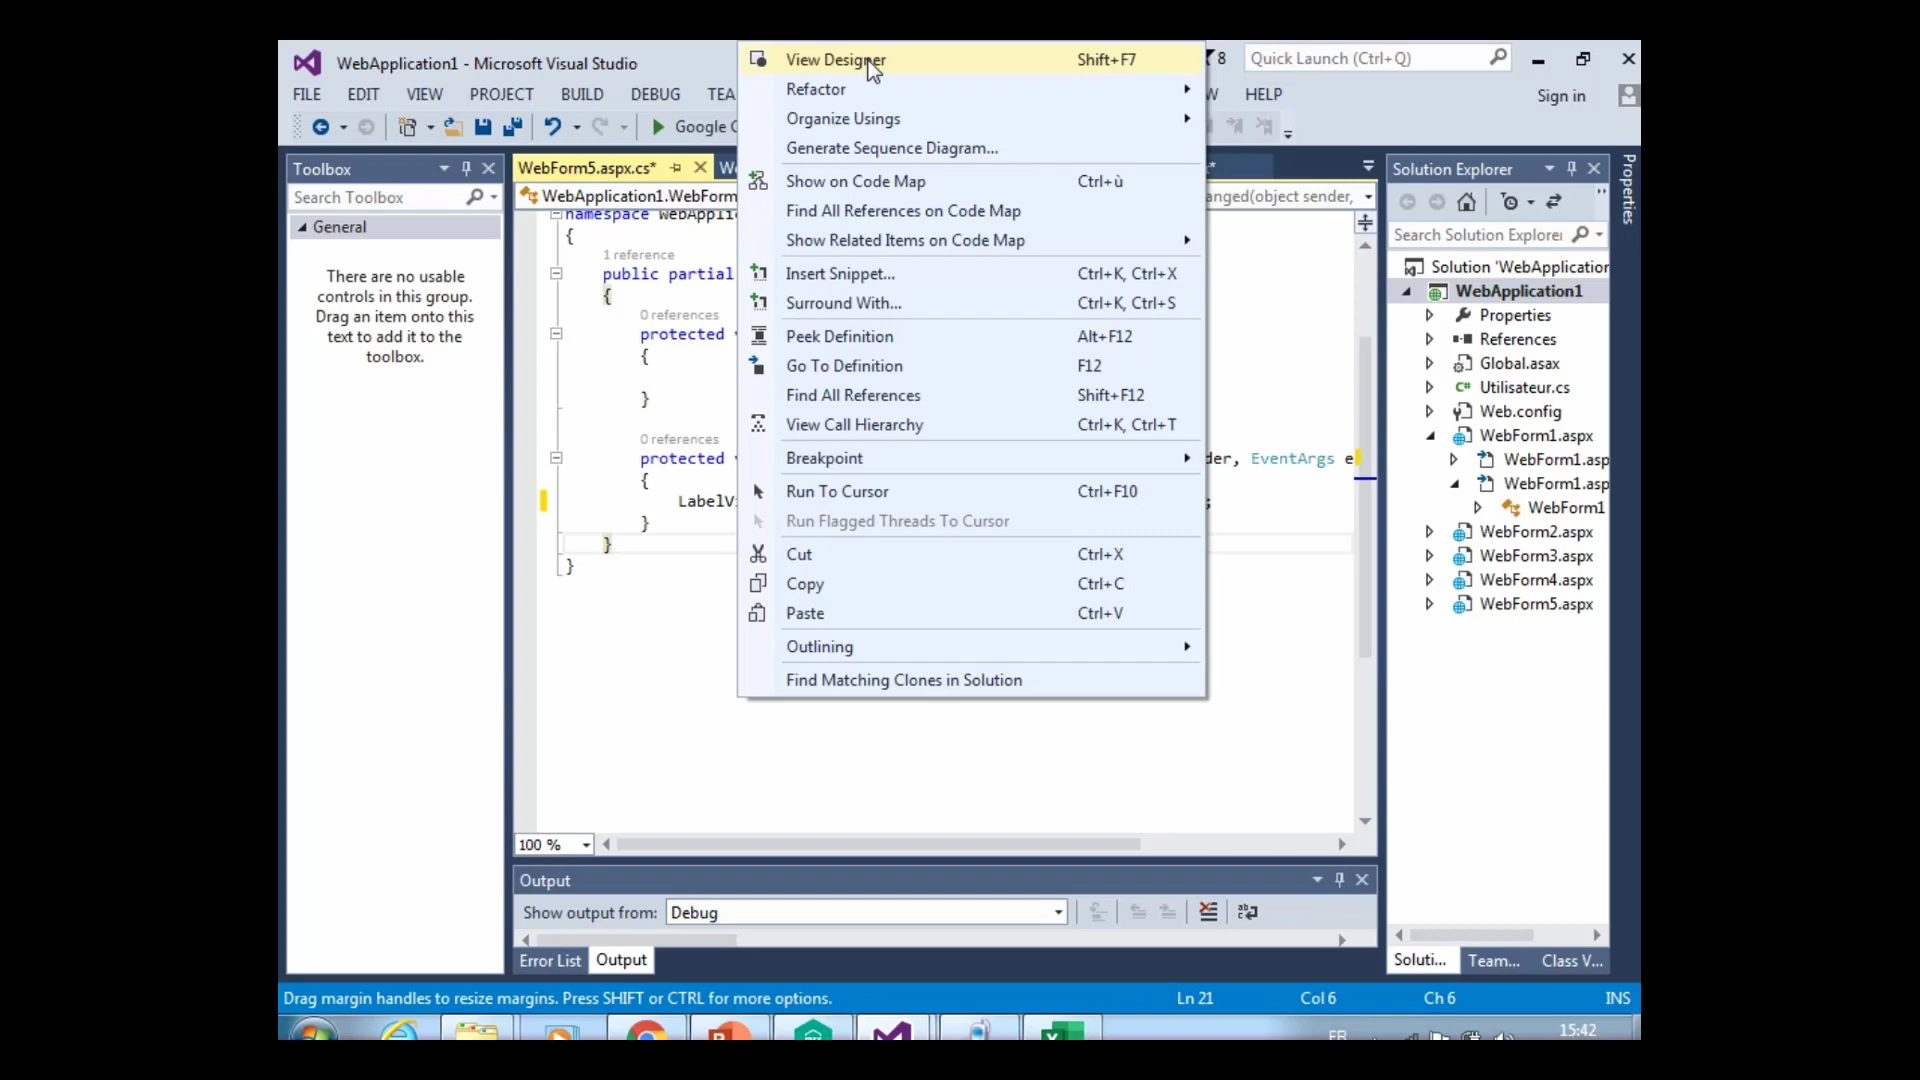 WebApplication1 - Microsoft Visual Studio
8
Quick Launch (Ctrl+Q)
FILE EDIT VIEW PROJECT BUILD DEBUG TEA
W HELP
Sign in
Google C
Toolbox
Search Toolbox
General
There are no usable
controls in this group.
Drag an item onto this
text to add it to the
toolbox.
WebForm5.aspx.cs*
We
WebApplication1.WebForm
anged(object sender,
namespace WebAppli
{
1 reference
public partial
{
0 references
protected
{
}
0 references
protected
der, EventArgs e
{
LabelVi
;
}
}
}
View Designer Shift+F7
Refactor
Organize Usings
Generate Sequence Diagram...
Show on Code Map Ctrl+ù
Find All References on Code Map
Show Related Items on Code Map
Insert Snippet... Ctrl+K, Ctrl+X
Surround With... Ctrl+K, Ctrl+S
Peek Definition Alt+F12
Go To Definition F12
Find All References Shift+F12
View Call Hierarchy Ctrl+K, Ctrl+T
Breakpoint
Run To Cursor Ctrl+F10
Run Flagged Threads To Cursor
Cut Ctrl+X
Copy Ctrl+C
Paste Ctrl+V
Outlining
Find Matching Clones in Solution
100 %
Output
Show output from: Debug
Error List Output
Solution Explorer
Search Solution Explorer
Solution 'WebApplication
WebApplication1
Properties
References
Global.asax
Utilisateur.cs
Web.config
WebForm1.aspx
WebForm1.asp
WebForm1.asp
WebForm1
WebForm2.aspx
WebForm3.aspx
WebForm4.aspx
WebForm5.aspx
Soluti... Team... Class V...
Properties
Drag margin handles to resize margins. Press SHIFT or CTRL for more options.
Ln 21 Col 6 Ch 6 INS
FR
15:42